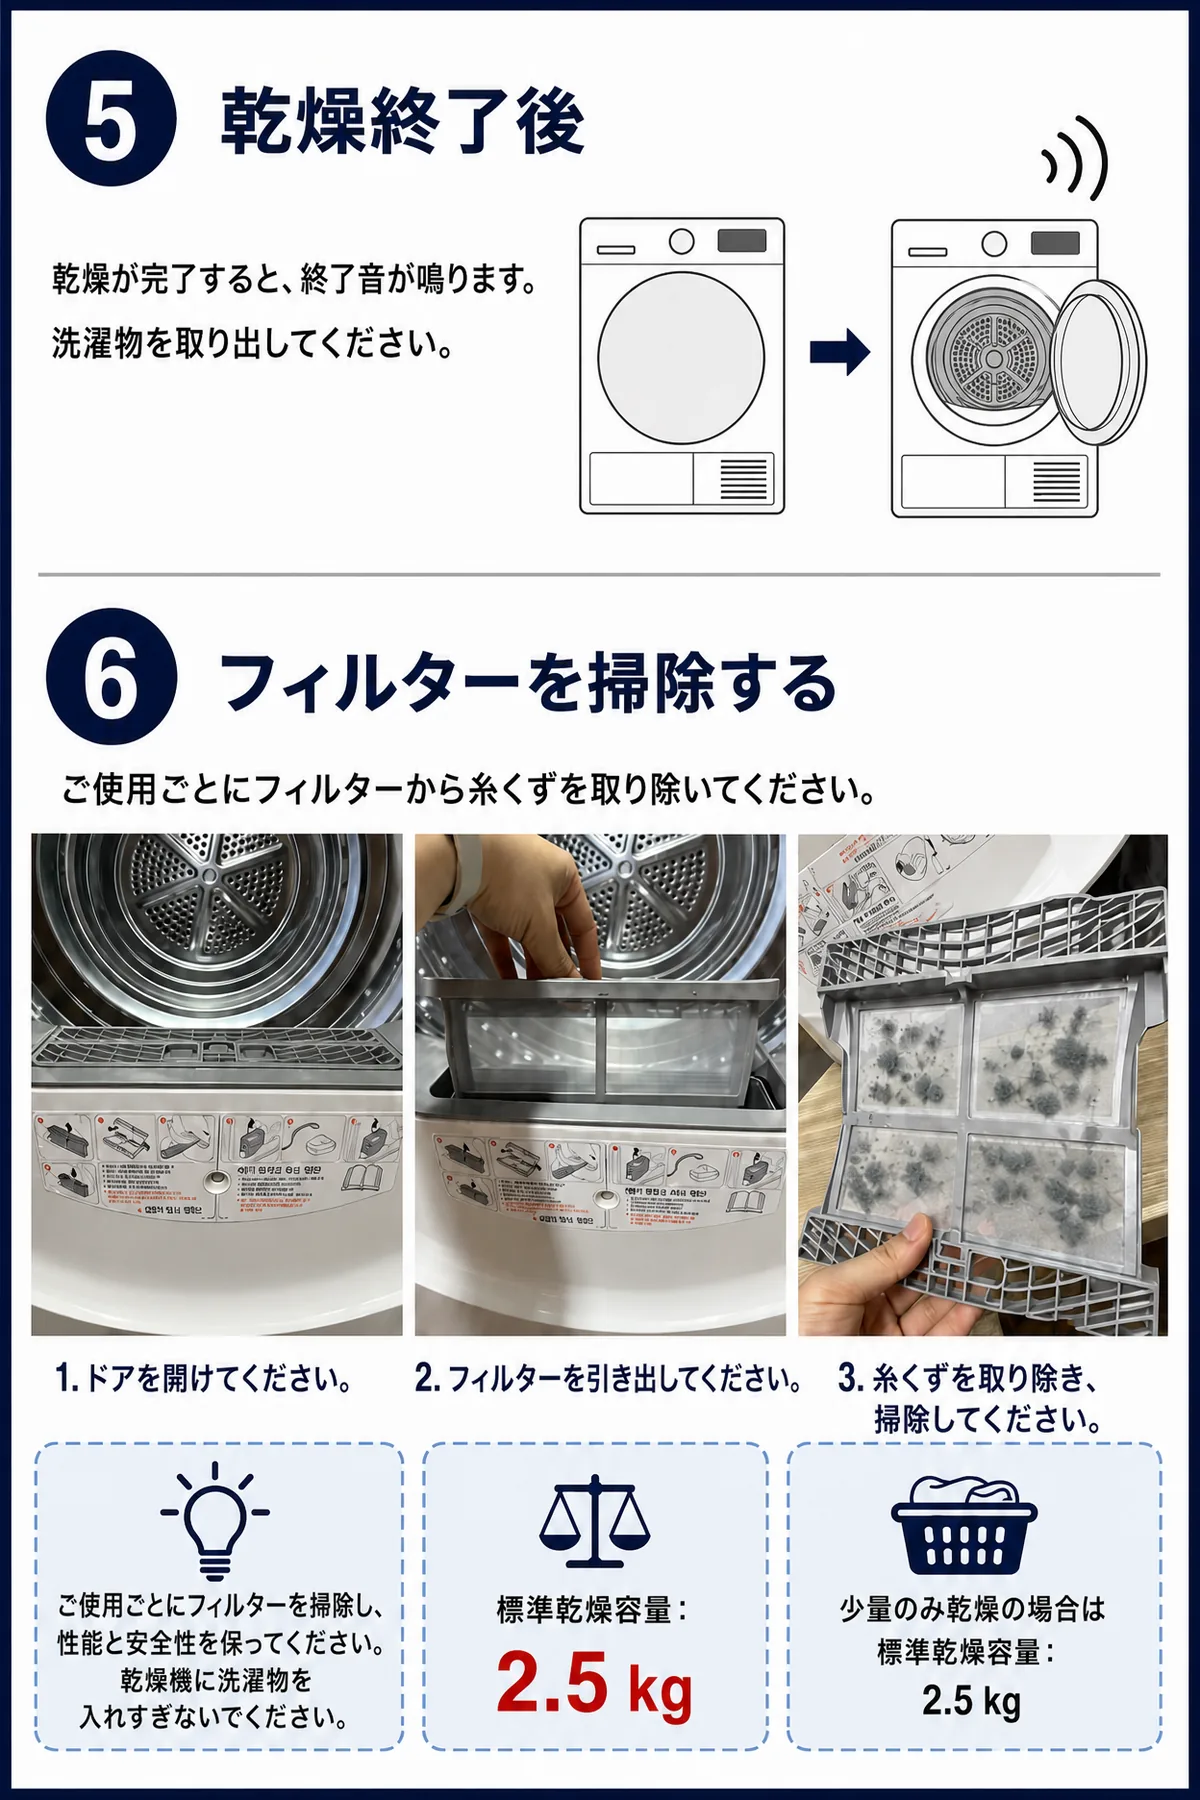 5 乾燥終了後
乾燥が完了すると、終了音が鳴ります。
洗濯物を取り出してください。
6 フィルターを掃除する
ご使用ごとにフィルターから糸くずを取り除いてください。
1. ドアを開けてください。
2. フィルターを引き出してください。
3. 糸くずを取り除き、
掃除してください。
ご使用ごとにフィルターを掃除し、
性能と安全性を保ってください。
乾燥機に洗濯物を
入れすぎないでください。
標準乾燥容量：
2.5 kg
少量のみ乾燥の場合は
標準乾燥容量：
2.5 kg